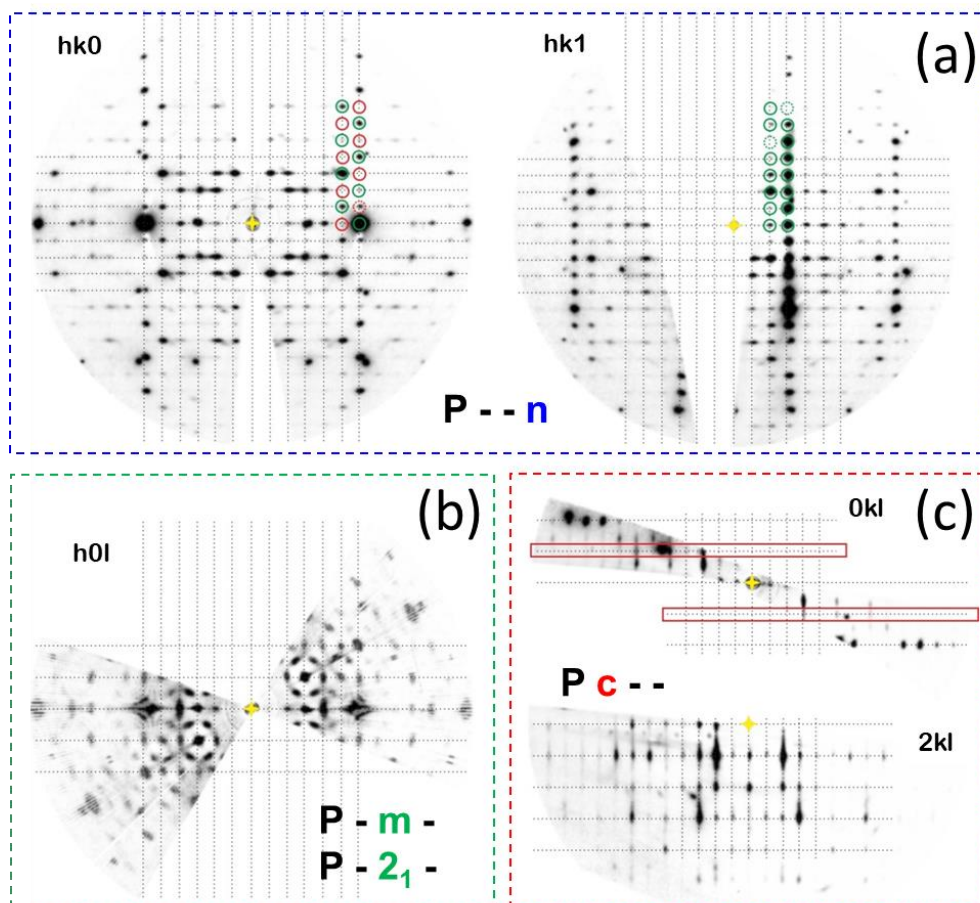 hk0
hk1
(a)
P - - n
(b)
h0l
P - m -
P - 2₁ -
(c)
0kl
P c - -
2kl